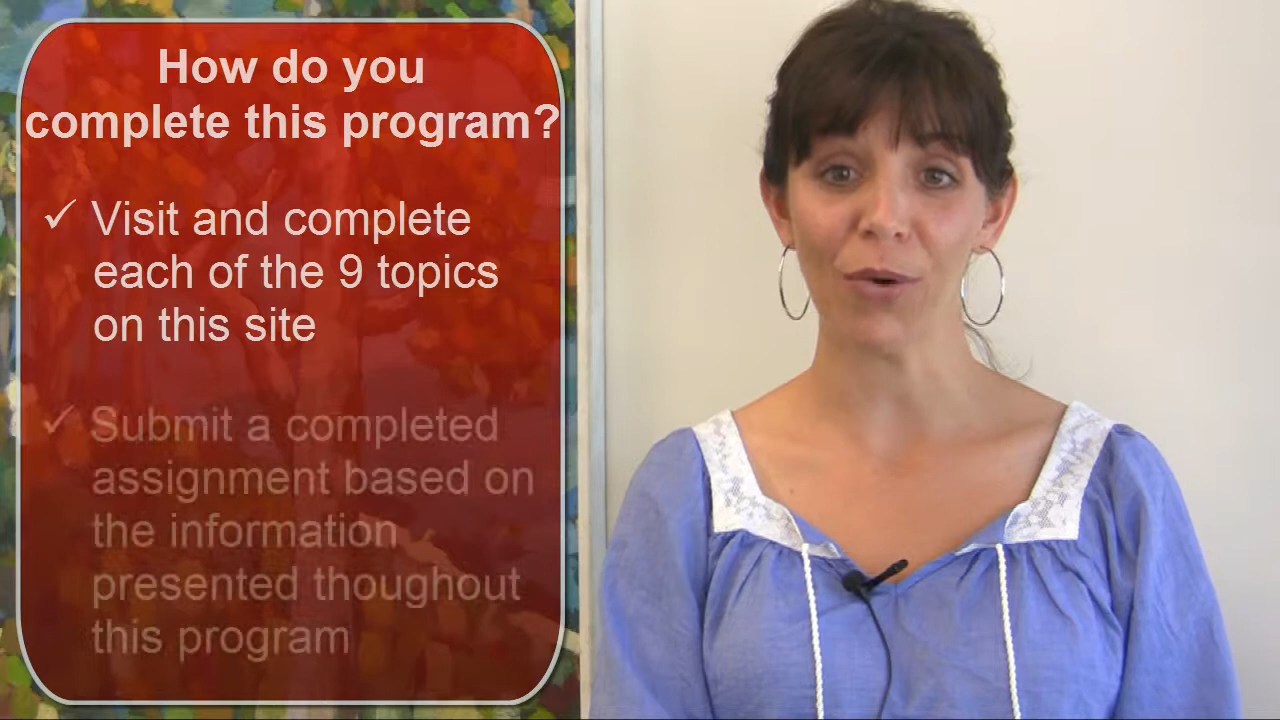 How do you
complete this program?
✓ Visit and complete
each of the 9 topics
on this site
✓ Submit a completed
assignment based on
the information
presented thoughout
this program